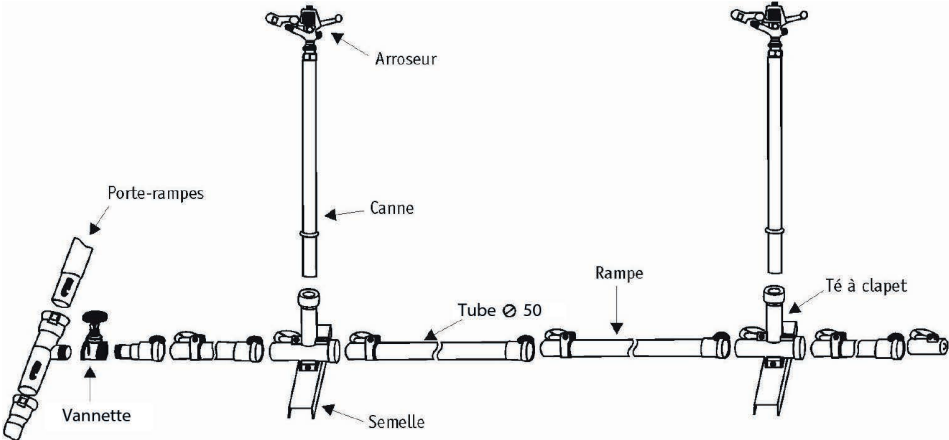 Arroseur
Porte-rampes
Canne
Rampe
Té à clapet
Tube ∅ 50
Vannette
Semelle